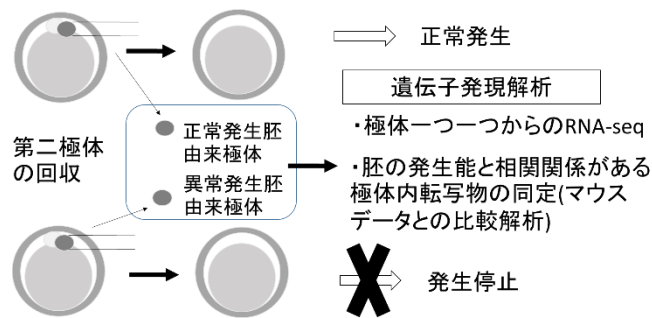 正常発生
遺伝子発現解析
・極体一つ一つからのRNA-seq
・胚の発生能と相関関係がある
極体内転写物の同定(マウス
データとの比較解析)
第二極体
の回収
正常発生胚
由来極体
異常発生胚
由来極体
発生停止